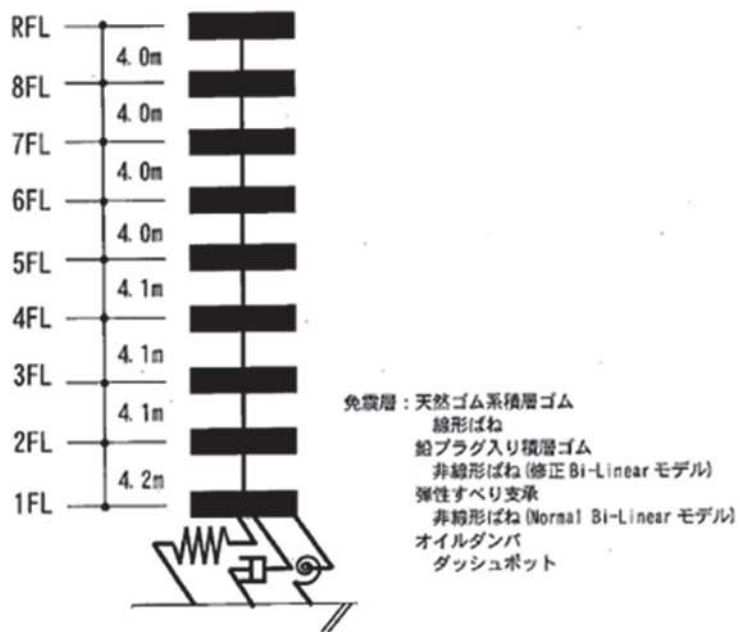 RFL
4.0m
8FL
4.0m
7FL
4.0m
6FL
4.0m
5FL
4.1m
4FL
4.1m
3FL
4.1m
2FL
4.2m
1FL
免震層：天然ゴム系積層ゴム
線形ばね
鉛プラグ入り積層ゴム
非線形ばね(修正Bi-Linearモデル)
弾性すべり支承
非線形ばね(Normal Bi-Linearモデル)
オイルダンパ
ダッシュポット